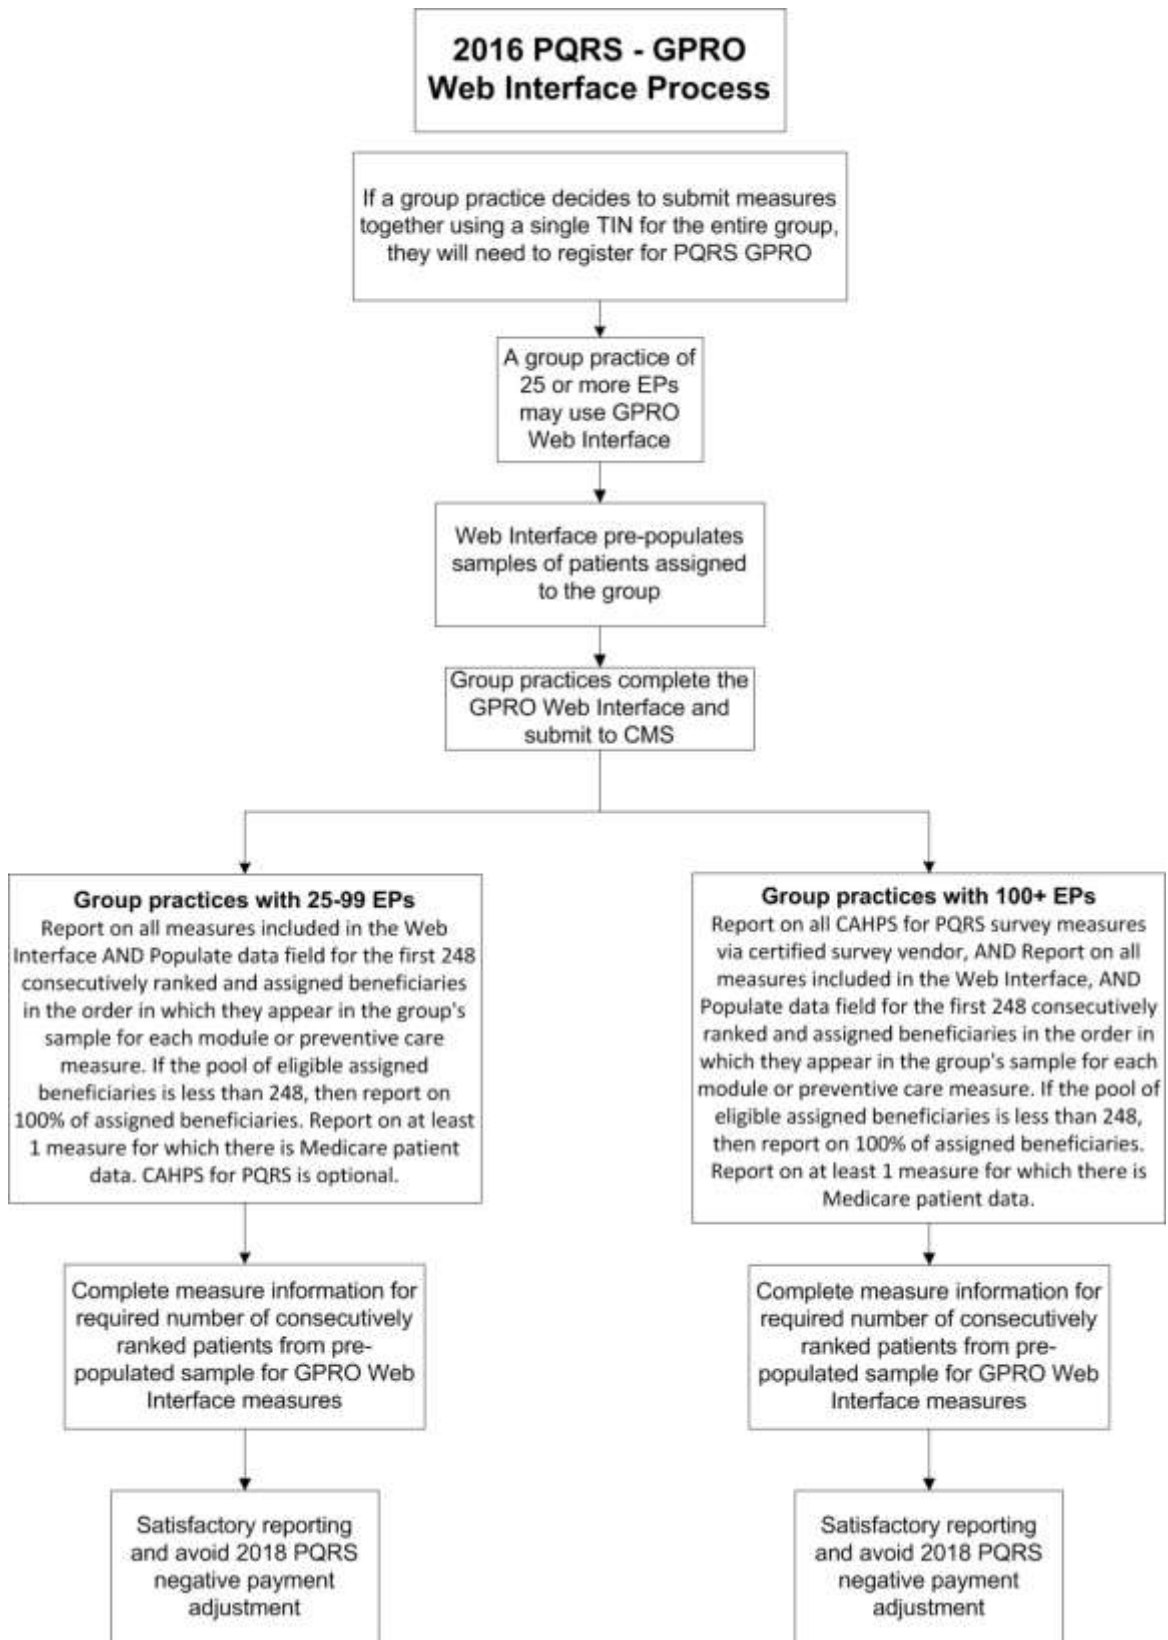 2016 PQRS - GPRO
Web Interface Process
If a group practice decides to submit measures
together using a single TIN for the entire group,
they will need to register for PQRS GPRO
A group practice of
25 or more EPs
may use GPRO
Web Interface
Web Interface pre-populates
samples of patients assigned
to the group
Group practices complete the
GPRO Web Interface and
submit to CMS
Group practices with 25-99 EPs
Report on all measures included in the Web
Interface AND Populate data field for the first 248
consecutively ranked and assigned beneficiaries
in the order in which they appear in the group's
sample for each module or preventive care
measure. If the pool of eligible assigned
beneficiaries is less than 248, then report on
100% of assigned beneficiaries. Report on at least
1 measure for which there is Medicare patient
data. CAHPS for PQRS is optional.
Group practices with 100+ EPs
Report on all CAHPS for PQRS survey measures
via certified survey vendor, AND Report on all
measures included in the Web Interface, AND
Populate data field for the first 248 consecutively
ranked and assigned beneficiaries in the order in
which they appear in the group's sample for each
module or preventive care measure. If the pool of
eligible assigned beneficiaries is less than 248,
then report on 100% of assigned beneficiaries.
Report on at least 1 measure for which there is
Medicare patient data.
Complete measure information for
required number of consecutively
ranked patients from pre-
populated sample for GPRO Web
Interface measures
Complete measure information for
required number of consecutively
ranked patients from pre-
populated sample for GPRO Web
Interface measures
Satisfactory reporting
and avoid 2018 PQRS
negative payment
adjustment
Satisfactory reporting
and avoid 2018 PQRS
negative payment
adjustment